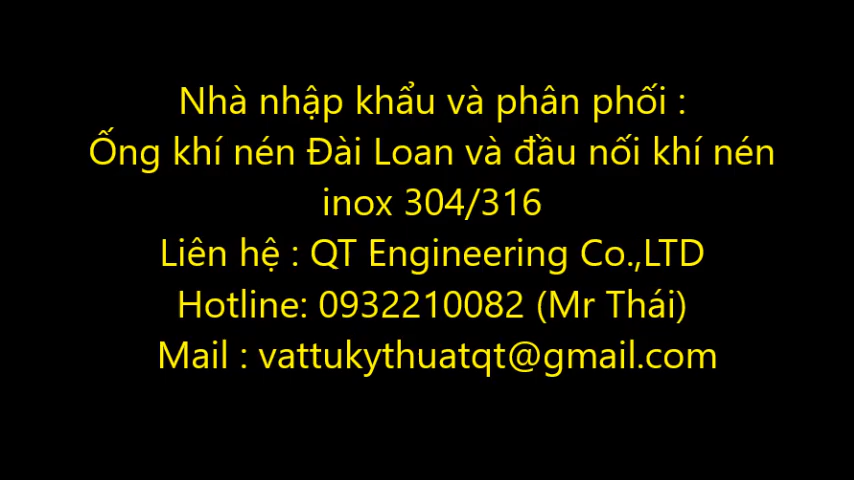 Nhà nhập khẩu và phân phối :
Ống khí nén Đài Loan và đầu nối khí nén
inox 304/316
Liên hệ : QT Engineering Co.,LTD
Hotline: 0932210082 (Mr Thái)
Mail : vattukythuatqt@gmail.com